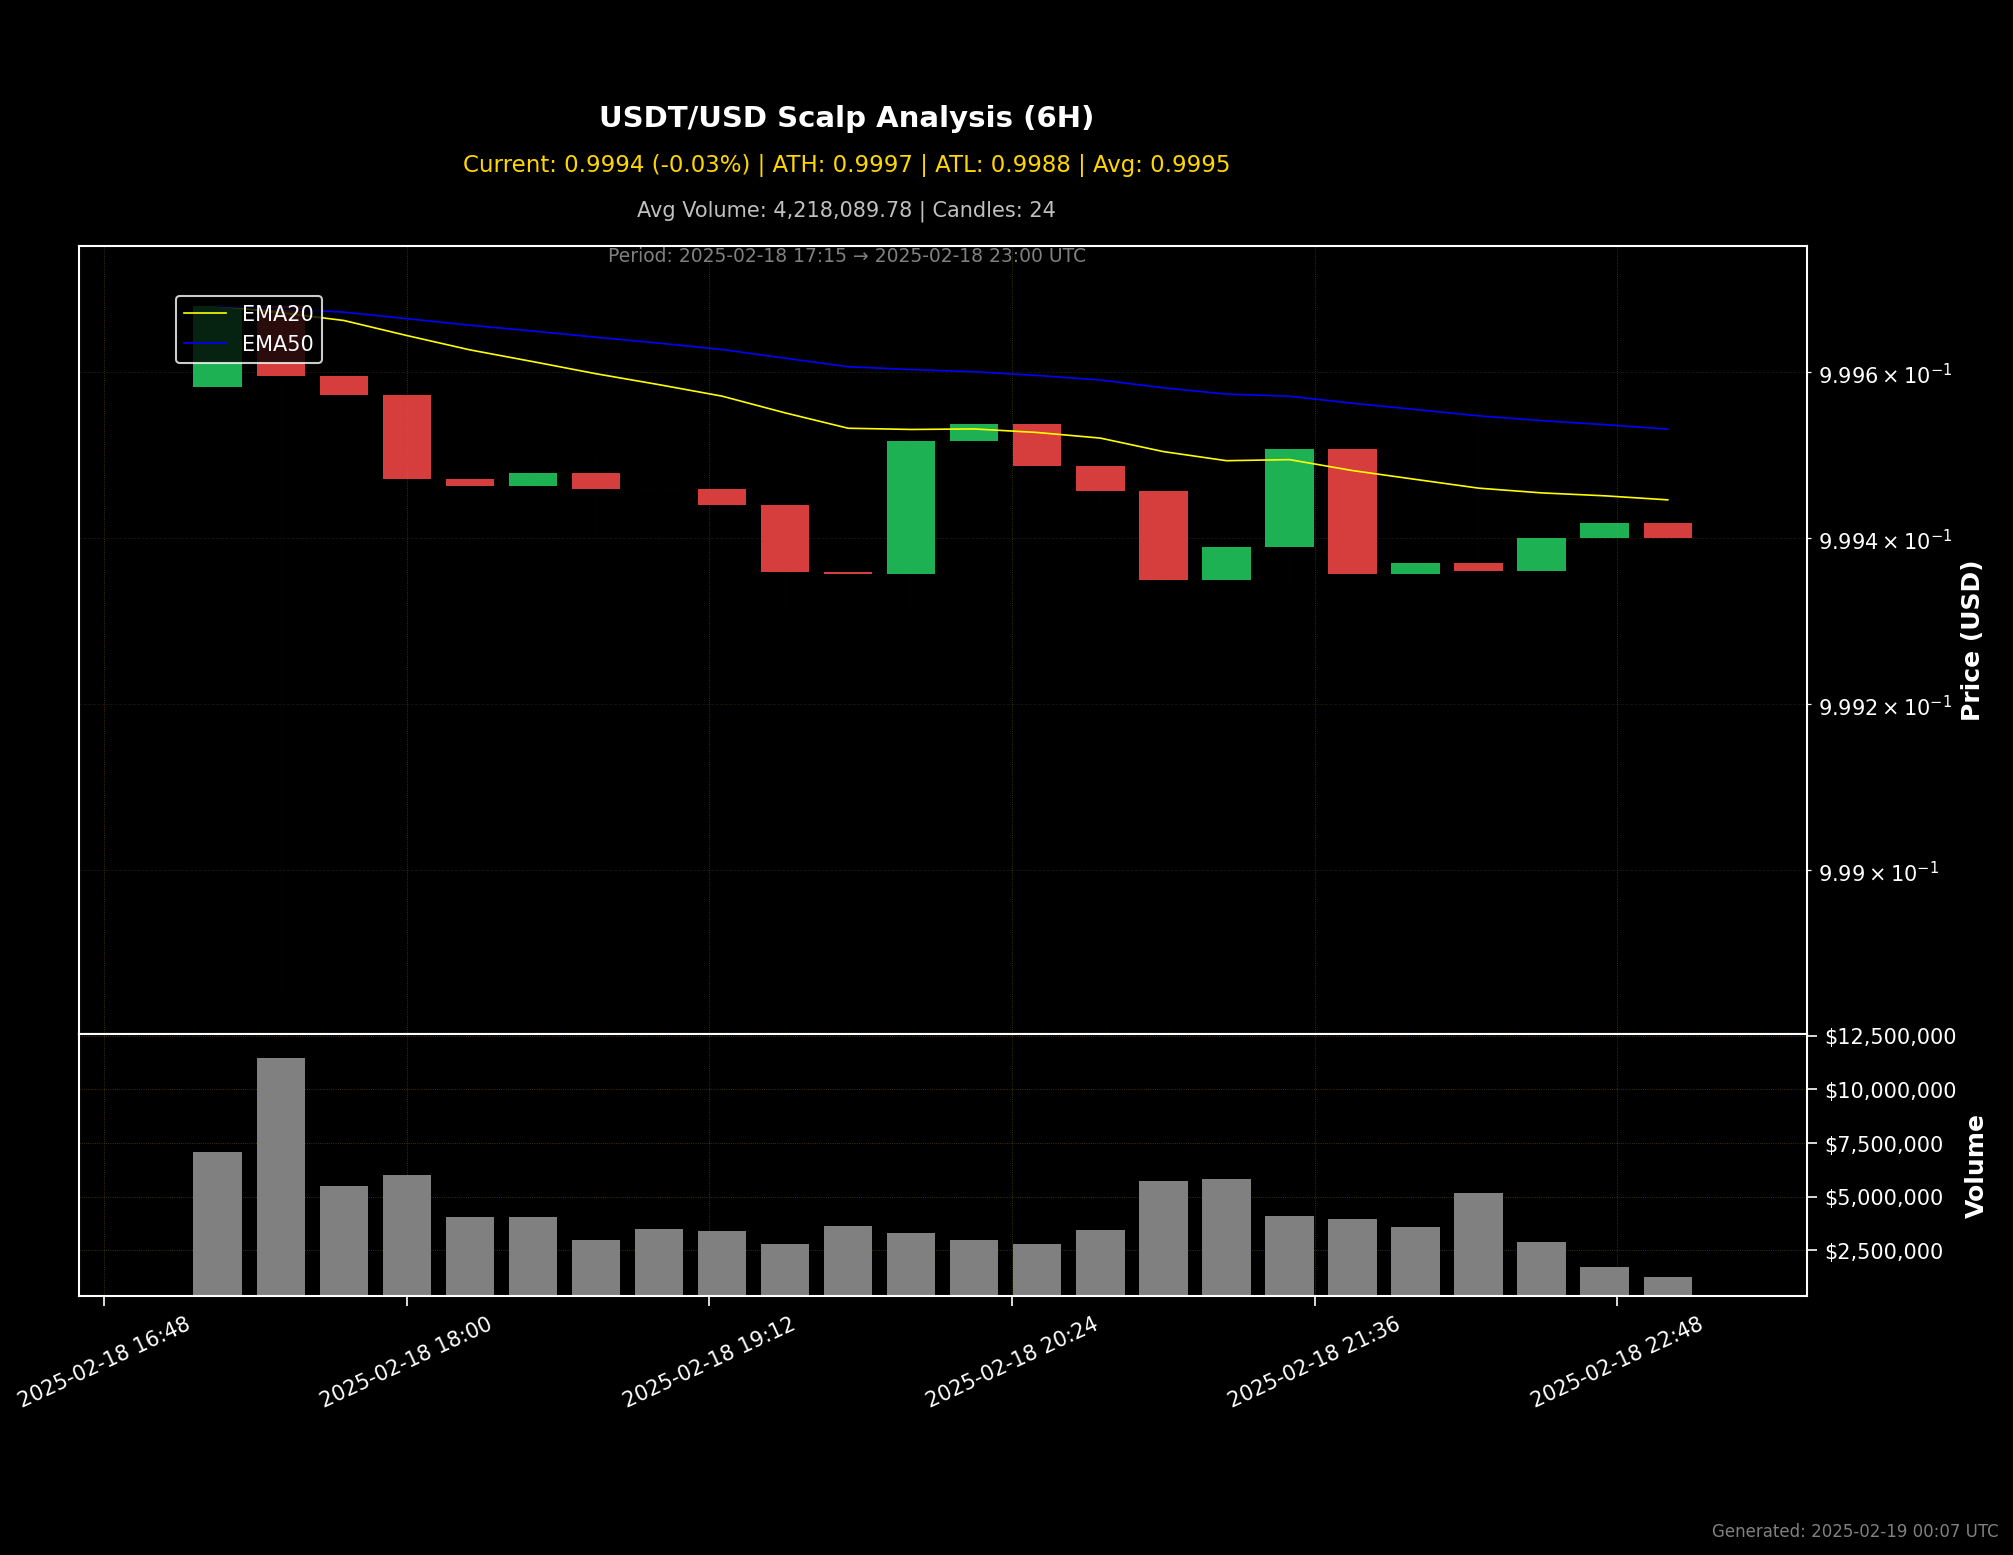 USDT/USD Scalp Analysis (6H)
Current: 0.9994 (-0.03%) | ATH: 0.9997 | ATL: 0.9988 | Avg: 0.9995
Avg Volume: 4,218,089.78 | Candles: 24
Period: 2025-02-18 17:15 → 2025-02-18 23:00 UTC
EMA20
EMA50
9.996 × 10⁻¹
9.994 × 10⁻¹
9.992 × 10⁻¹
9.99 × 10⁻¹
Price (USD)
$12,500,000
$10,000,000
$7,500,000
$5,000,000
$2,500,000
Volume
2025-02-18 16:48
2025-02-18 18:00
2025-02-18 19:12
2025-02-18 20:24
2025-02-18 21:36
2025-02-18 22:48
Generated: 2025-02-19 00:07 UTC